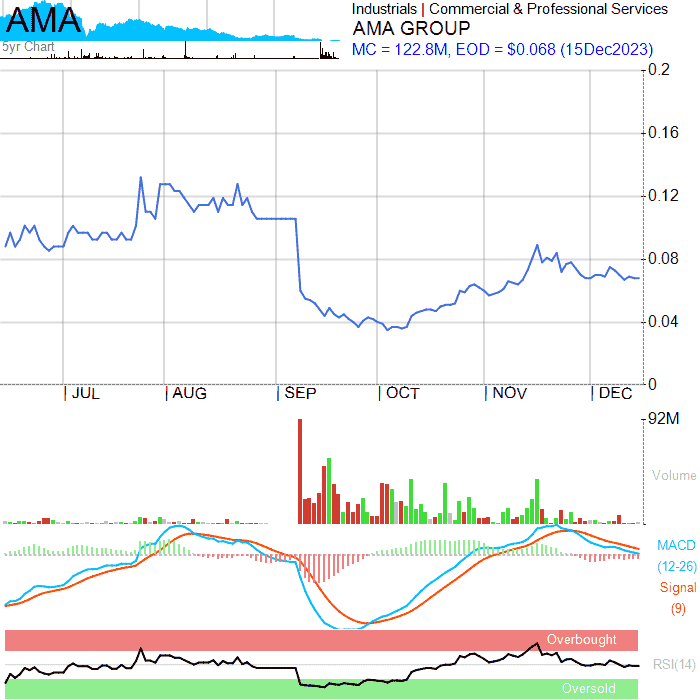 AMA
5yr Chart
Industrials | Commercial & Professional Services
AMA GROUP
MC = 122.8M, EOD = $0.068 (15Dec2023)
0.2
0.16
0.12
0.08
0.04
0
JUL AUG SEP OCT NOV DEC
92M
Volume
MACD
(12-26)
Signal
(9)
Overbought
RSI(14)
Oversold